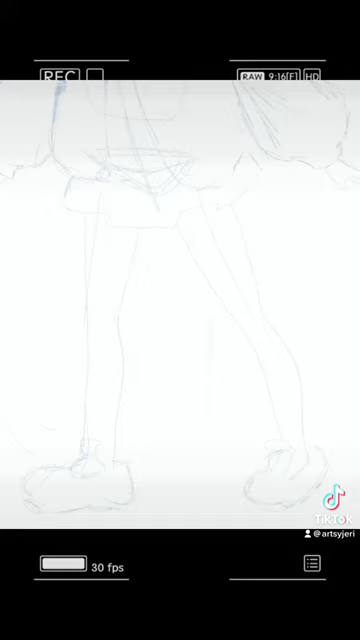 REC
RAW 9:16[F] HD
TikTok
@artsyjeri
30 fps